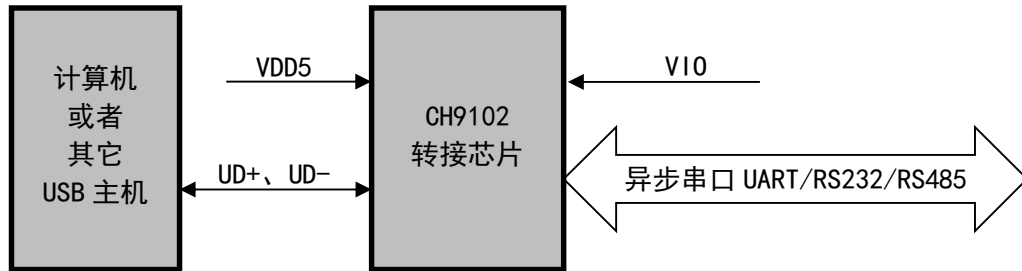 计算机
或者
其它
USB 主机
VDD5
UD+、UD-
CH9102
转接芯片
VIO
异步串口 UART/RS232/RS485